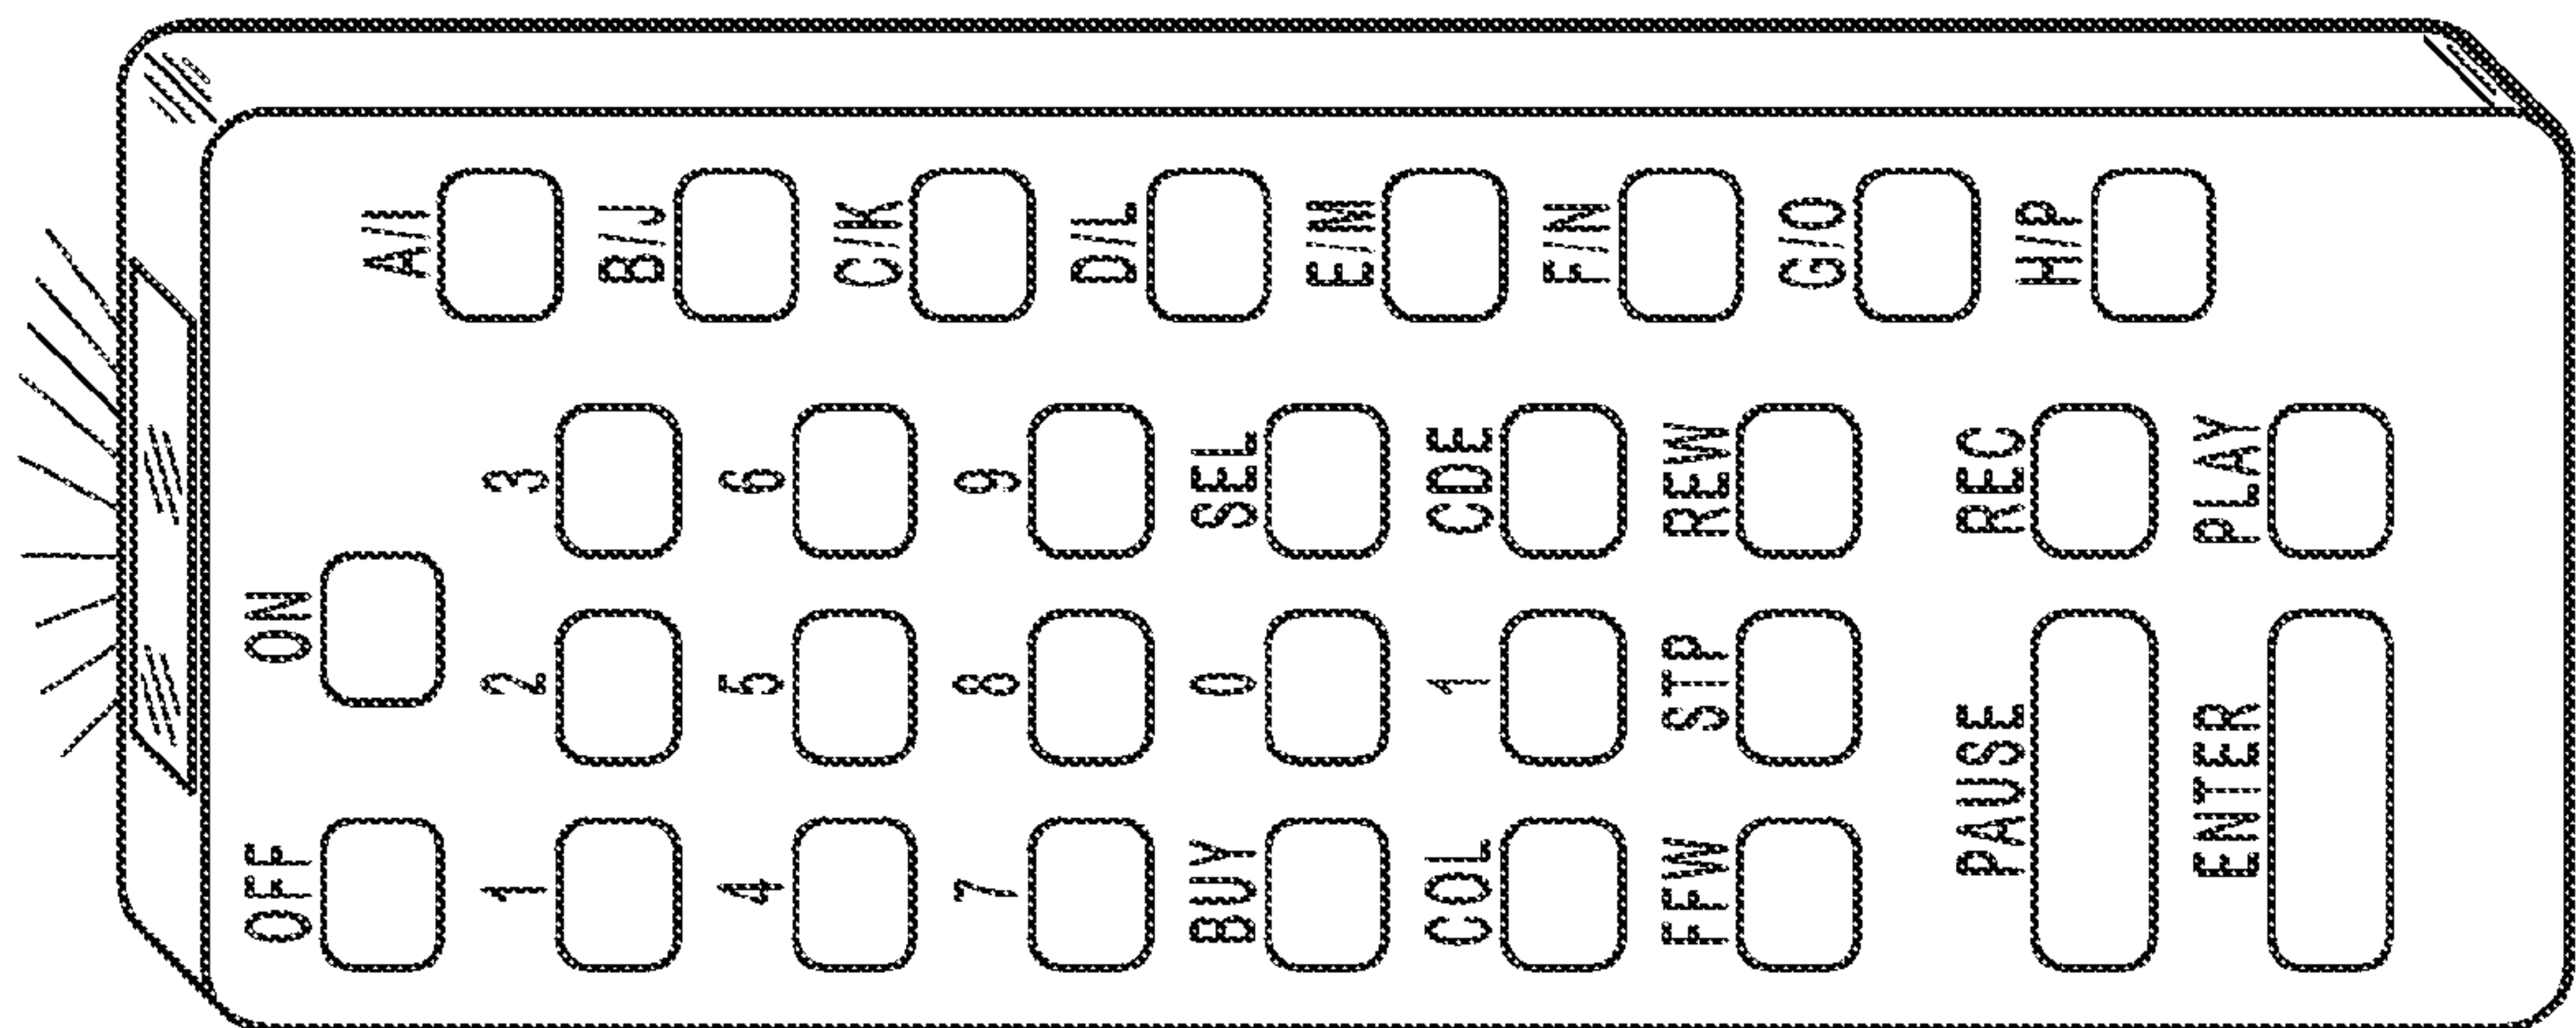 OFF ON
A/I
1 2 3
B/J
4 5 6
C/K
7 8 9
D/L
BUY 0 SEL
E/M
COL 1 CDE
F/N
FFW STP REW
G/O
PAUSE REC
H/P
ENTER PLAY